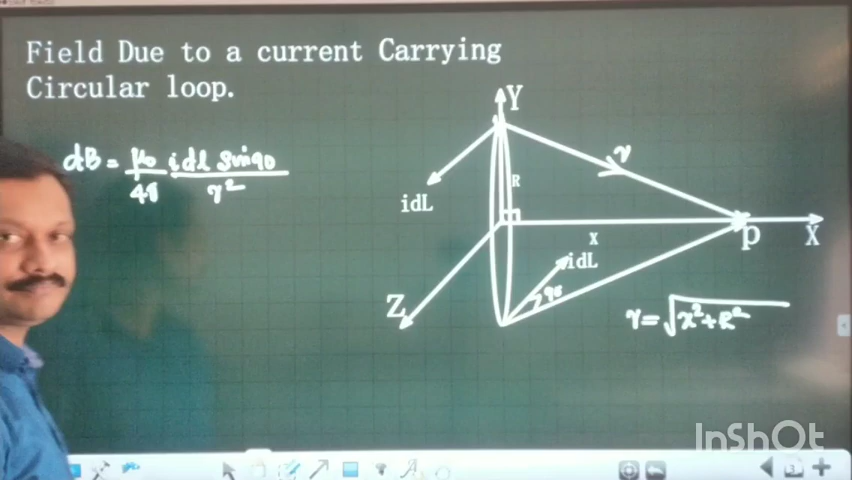 Field Due to a current Carrying
Circular loop.
dB = μ₀/4π idl sin90/r²
Y
r
R
idL
x
P
X
idL
90
Z
r = √x²+R²
InShOt
3